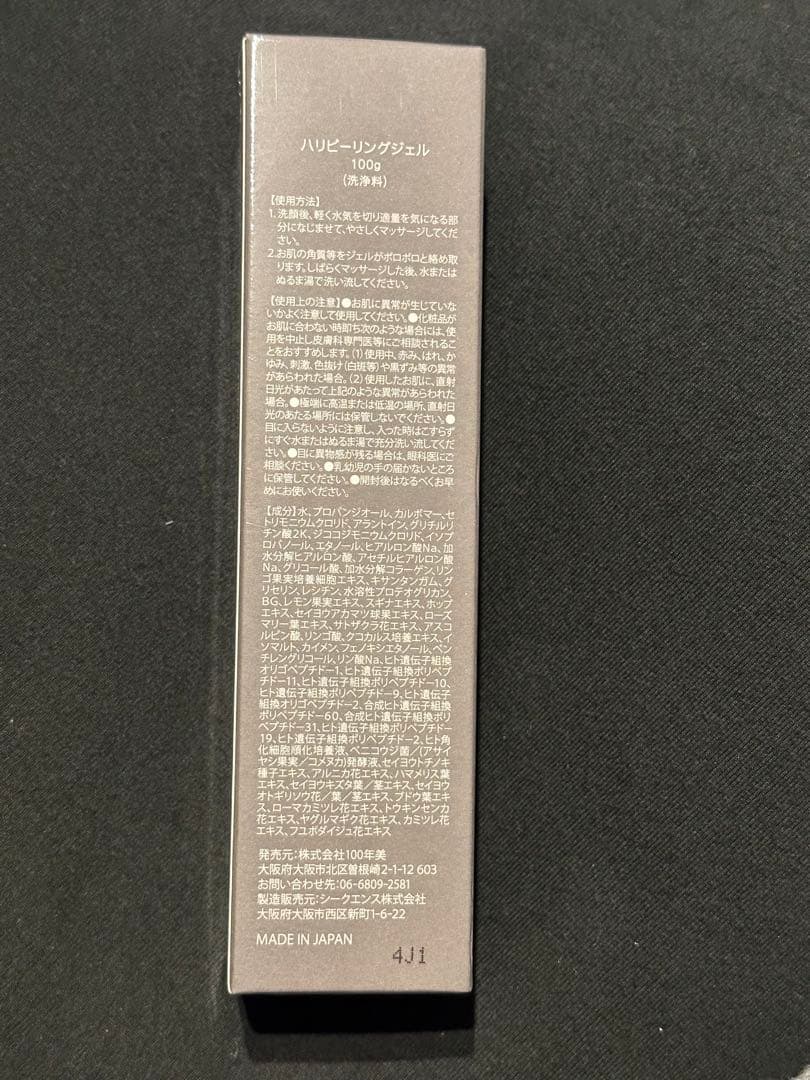 ハリピーリングジェル
100g
(洗浄料)
【使用方法】
1.洗顔後、軽く水気を切り適量を気になる部
分になじませて、やさしくマッサージしてくだ
さい。
2.お肌の角質等をジェルがポロポロと絡め取
ります。しばらくマッサージした後、水または
ぬるま湯で洗い流してください。
【使用上の注意】●お肌に異常が生じていな
いかよく注意して使用してください。●化粧品が
お肌に合わない時即ち次のような場合には、使
用を中止し皮膚科専門医等にご相談されるこ
とをおすすめします。(1)使用中、赤み、はれ、か
ゆみ、刺激、色抜け(白斑等)や黒ずみ等の異常
があらわれた場合。(2)使用したお肌に、直射
日光があたって上記のような異常があらわれた
場合。●極端に高温または低温の場所、直射日
光のあたる場所には保管しないでください。●
目に入らないように注意し、入った時はこすらず
にすぐ水またはぬるま湯で充分洗い流してくだ
さい。●目に異物感が残る場合は、眼科医にご
相談ください。●乳幼児の手の届かないところ
に保管してください。●開封後はなるべくお早
めにお使いください。
【成分】水、プロパンジオール、カルボマー、セ
トリモニウムクロリド、アラントイン、グリチルリ
チン酸2K、ジココジモニウムクロリド、イソプ
ロパノール、エタノール、ヒアルロン酸Na、加
水分解ヒアルロン酸、アセチルヒアルロン酸
Na、グリコール酸、加水分解コラーゲン、リン
ゴ果実培養細胞エキス、キサンタンガム、グ
リセリン、レシチン、水溶性プロテオグリカン、
BG、レモン果実エキス、スギナエキス、ホップ
エキス、セイヨウアカマツ球果エキス、ローズ
マリー葉エキス、サトザクラ花エキス、アスコ
ルビン酸、リンゴ酸、クコカルス培養エキス、イ
ソマルト、カイメン、フェノキシエタノール、ペン
チレングリコール、リン酸Na、ヒト遺伝子組換
オリゴペプチド-1、ヒト遺伝子組換ポリペプ
チド-11、ヒト遺伝子組換ポリペプチド-10、
ヒト遺伝子組換ポリペプチド-9、ヒト遺伝子
組換オリゴペプチド-2、合成ヒト遺伝子組換
ポリペプチド-60、合成ヒト遺伝子組換ポリ
ペプチド-31、ヒト遺伝子組換ポリペプチド-
19、ヒト遺伝子組換ポリペプチド-2、ヒト角
化細胞順化培養液、ベニコウジ菌/(アサイ
ヤシ果実/コメヌカ)発酵液、セイヨウトチノキ
種子エキス、アルニカ花エキス、ハマメリス葉
エキス、セイヨウキズタ葉/茎エキス、セイヨウ
オトギリソウ花/葉/茎エキス、ブドウ葉エキ
ス、ローマカミツレ花エキス、トウキンセンカ
花エキス、ヤグルマギク花エキス、カミツレ花
エキス、フユボダイジュ花エキス
発売元:株式会社100年美
大阪府大阪市北区曽根崎2-1-12 603
お問い合わせ先:06-6809-2581
製造販売元:シークエンス株式会社
大阪府大阪市西区新町1-6-22
MADE IN JAPAN
4J1